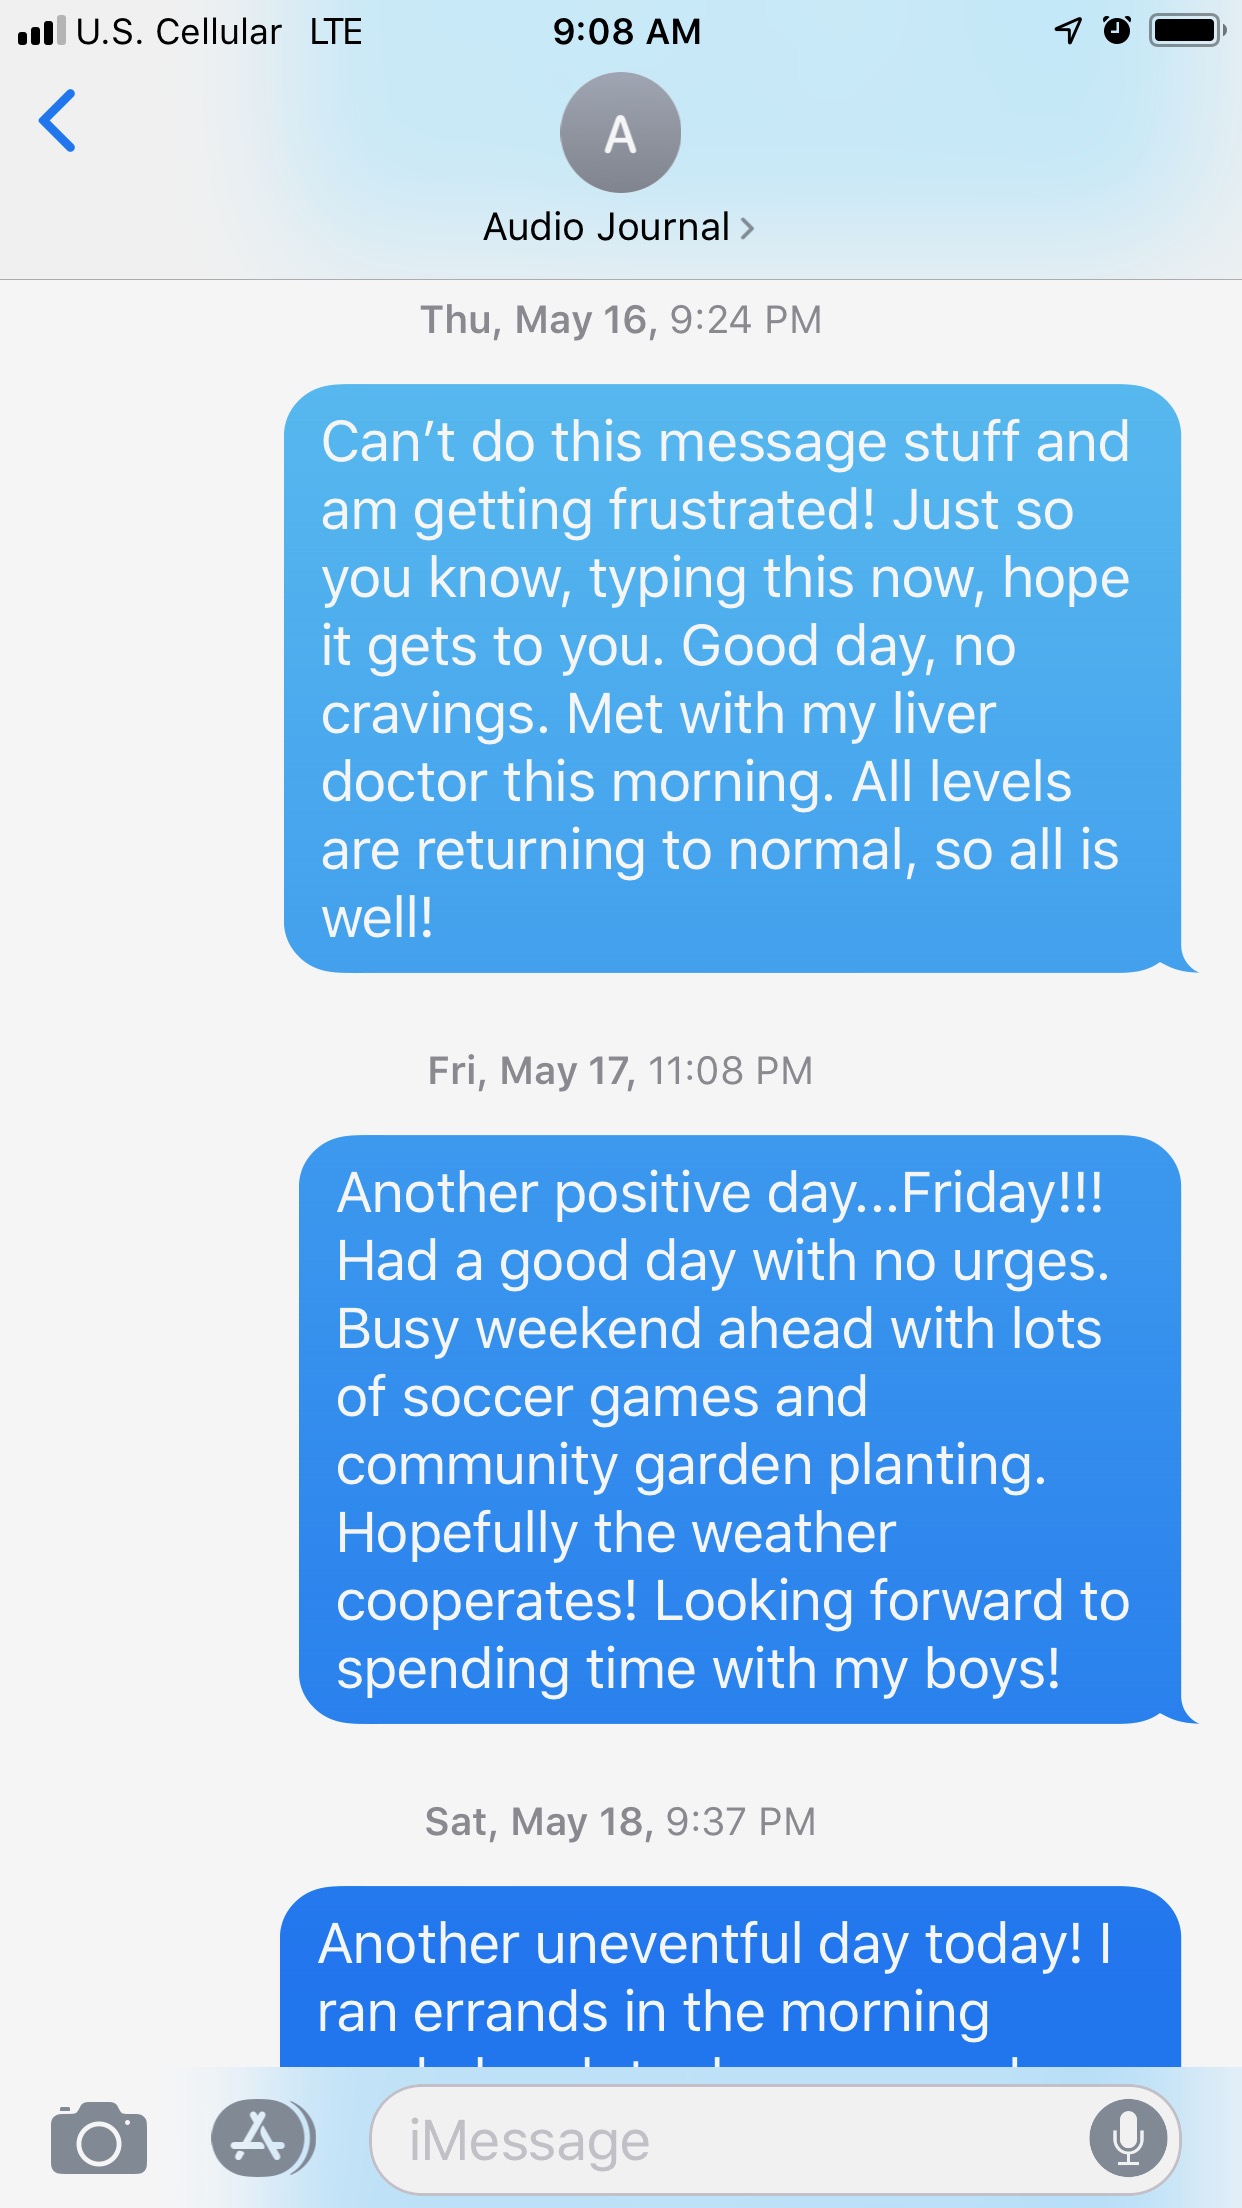 U.S. Cellular LTE 9:08 AM
A
Audio Journal
Thu, May 16, 9:24 PM
Can’t do this message stuff and
am getting frustrated! Just so
you know, typing this now, hope
it gets to you. Good day, no
cravings. Met with my liver
doctor this morning. All levels
are returning to normal, so all is
well!
Fri, May 17, 11:08 PM
Another positive day...Friday!!!
Had a good day with no urges.
Busy weekend ahead with lots
of soccer games and
community garden planting.
Hopefully the weather
cooperates! Looking forward to
spending time with my boys!
Sat, May 18, 9:37 PM
Another uneventful day today! I
ran errands in the morning
iMessage